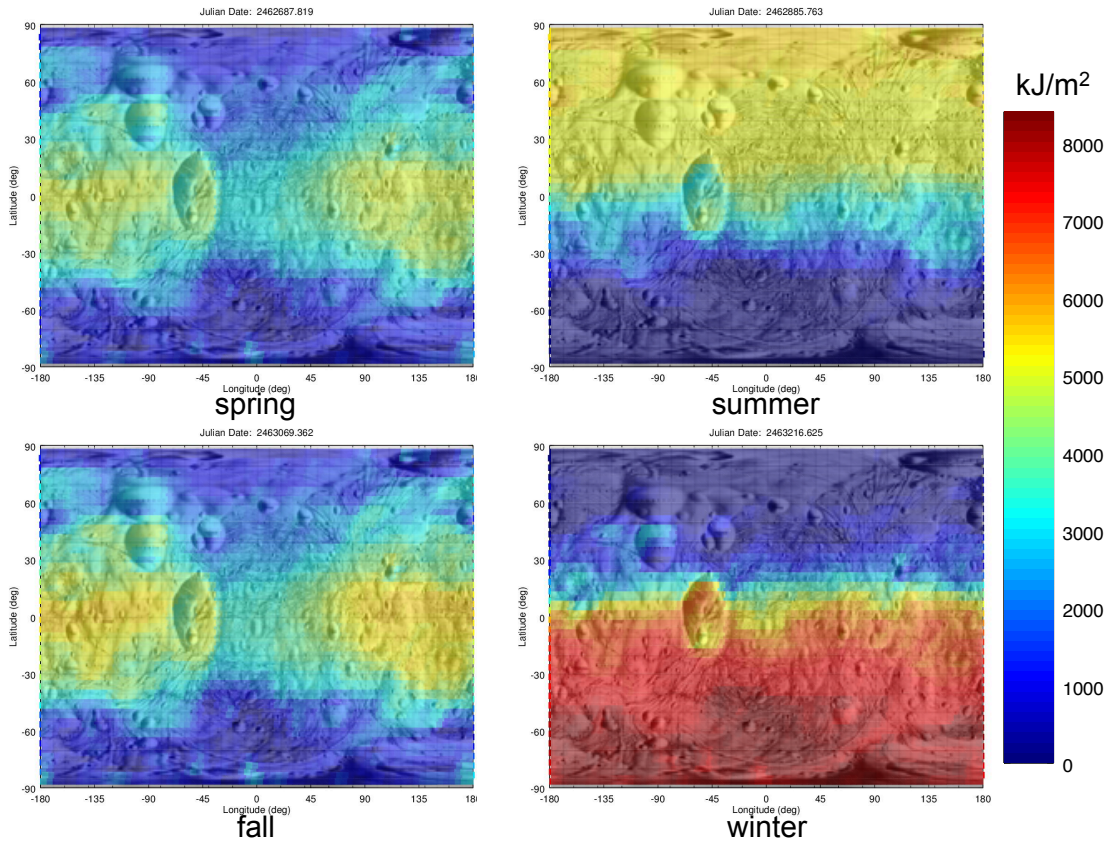 Julian Date: 2462687.819
Latitude (deg)
90
60
30
0
-30
-60
-90
-180 -135 -90 -45 0 45 90 135 18
Longitude (deg)
spring
Julian Date: 2462885.763
Latitude (deg)
90
60
30
0
-30
-60
-90
-180 -135 -90 -45 0 45 90 135 180
Longitude (deg)
summer
kJ/m²
8000
7000
6000
5000
4000
3000
2000
1000
0
Julian Date: 2463069.362
Latitude (deg)
90
60
30
0
-30
-60
-90
-180 -135 -90 -45 0 45 90 135 18
Longitude (deg)
fall
Julian Date: 2463216.625
Latitude (deg)
90
60
30
0
-30
-60
-90
-180 -135 -90 -45 0 45 90 135 180
Longitude (deg)
winter